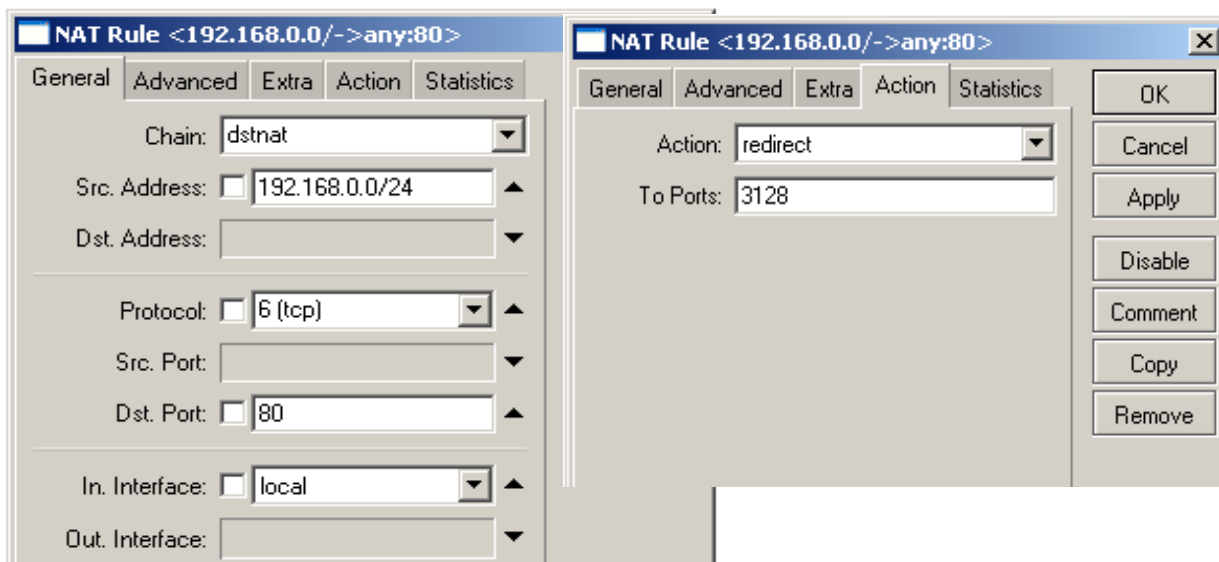 NAT Rule <192.168.0.0/->any:80>
General Advanced Extra Action Statistics
Chain: dstnat
Src. Address: 192.168.0.0/24
Dst. Address:
Protocol: 6 (tcp)
Src. Port:
Dst. Port: 80
In. Interface: local
Out. Interface:
NAT Rule <192.168.0.0/->any:80>
General Advanced Extra Action Statistics
Action: redirect
To Ports: 3128
OK
Cancel
Apply
Disable
Comment
Copy
Remove